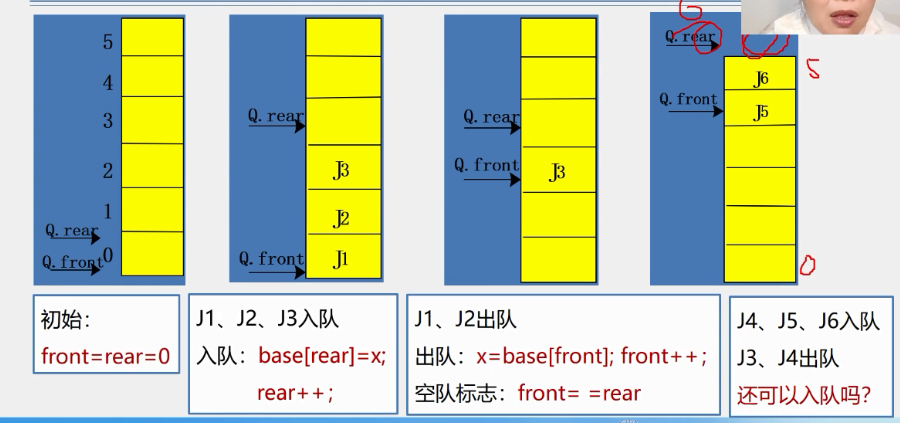 5
4
3
2
1
0
Q.rear
Q.front
Q.rear
J3
J2
Q.front
J1
Q.rear
Q.front
J3
6
Q.rear
J6
5
Q.front
J5
0
初始：
front=rear=0
J1、J2、J3入队
入队：base[rear]=x;
rear++;
J1、J2出队
出队：x=base[front]; front++;
空队标志：front= =rear
J4、J5、J6入队
J3、J4出队
还可以入队吗？